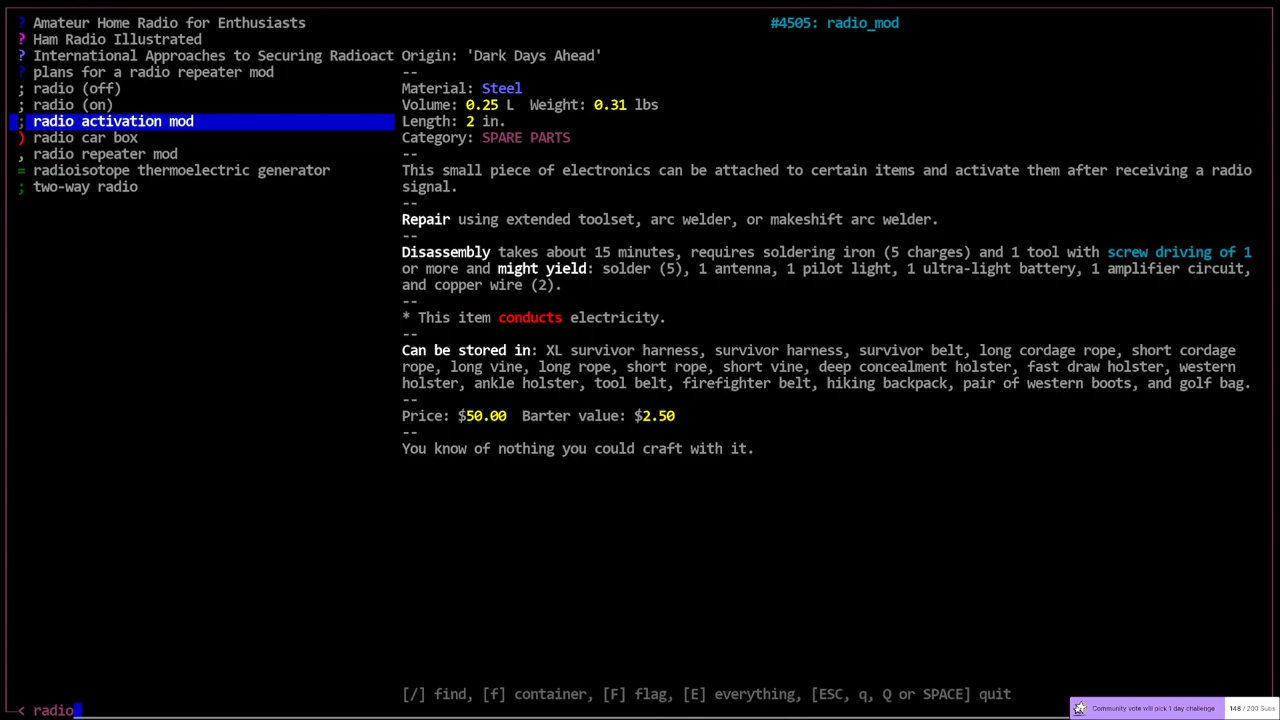 ? Amateur Home Radio for Enthusiasts
#4505: radio_mod
? Ham Radio Illustrated
? International Approaches to Securing Radioact
Origin: 'Dark Days Ahead'
? plans for a radio repeater mod
--
; radio (off)
Material: Steel
; radio (on)
Volume: 0.25 L  Weight: 0.31 lbs
; radio activation mod
Length: 2 in.
) radio car box
Category: SPARE PARTS
, radio repeater mod
--
= radioisotope thermoelectric generator
This small piece of electronics can be attached to certain items and activate them after receiving a radio
; two-way radio
signal.
--
Repair using extended toolset, arc welder, or makeshift arc welder.
--
Disassembly takes about 15 minutes, requires soldering iron (5 charges) and 1 tool with screw driving of 1
or more and might yield: solder (5), 1 antenna, 1 pilot light, 1 ultra-light battery, 1 amplifier circuit,
and copper wire (2).
--
* This item conducts electricity.
--
Can be stored in: XL survivor harness, survivor harness, survivor belt, long cordage rope, short cordage
rope, long vine, long rope, short rope, short vine, deep concealment holster, fast draw holster, western
holster, ankle holster, tool belt, firefighter belt, hiking backpack, pair of western boots, and golf bag.
--
Price: $50.00  Barter value: $2.50
--
You know of nothing you could craft with it.
[/] find, [f] container, [F] flag, [E] everything, [ESC, q, Q or SPACE] quit
< radio
Community vote will pick 1 day challenge
148 / 200 Subs